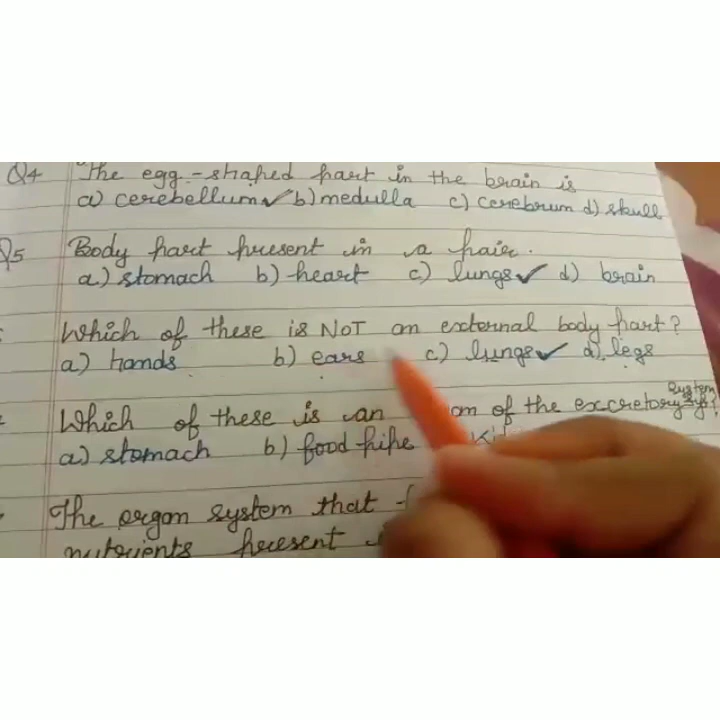 Q4 The egg-shaped part in the brain is
a) cerebellum✓ b) medulla c) cerebrum d) skull
Q5 Body part present in a pair.
a) stomach b) heart c) lungs✓ d) brain
Which of these is NOT an external body part?
a) hands b) ears c) lungs✓ d) legs
system
Which of these is an of the excretory
a) stomach b) food pipe
The organ system that
nutrients present